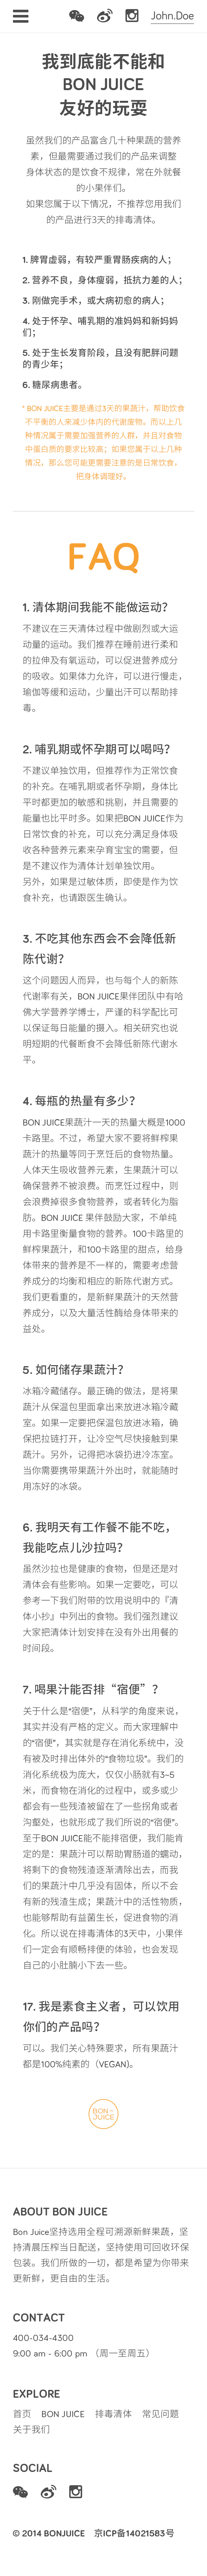 John.Doe
我到底能不能和
BON JUICE
友好的玩耍
虽然我们的产品富含几十种果蔬的营养
素，但最需要通过我们的产品来调整
身体状态的是饮食不规律，常在外就餐
的小果伴们。
如果您属于以下情况，不推荐您用我们
的产品进行3天的排毒清体。
1. 脾胃虚弱，有较严重胃肠疾病的人；
2. 营养不良，身体瘦弱，抵抗力差的人；
3. 刚做完手术，或大病初愈的病人；
4. 处于怀孕、哺乳期的准妈妈和新妈妈
们；
5. 处于生长发育阶段，且没有肥胖问题
的青少年；
6. 糖尿病患者。
* BON JUICE主要是通过3天的果蔬汁，帮助饮食
不平衡的人来减少体内的代谢废物。而以上几
种情况属于需要加强营养的人群，并且对食物
中蛋白质的要求比较高；如果您属于以上几种
情况，那么您可能更需要注意的是日常饮食，
把身体调理好。
FAQ
1. 清体期间我能不能做运动?
不建议在三天清体过程中做剧烈或大运
动量的运动。我们推荐在睡前进行柔和
的拉伸及有氧运动，可以促进营养成分
的吸收。如果体力允许，可以进行慢走，
瑜伽等缓和运动，少量出汗可以帮助排
毒。
2. 哺乳期或怀孕期可以喝吗?
不建议单独饮用，但推荐作为正常饮食
的补充。在哺乳期或者怀孕期，身体比
平时都更加的敏感和挑剔，并且需要的
能量也比平时多。如果把BON JUICE作为
日常饮食的补充，可以充分满足身体吸
收各种营养元素来孕育宝宝的需要，但
是不建议作为清体计划单独饮用。
另外，如果是过敏体质，即使是作为饮
食补充，也请跟医生确认。
3. 不吃其他东西会不会降低新
陈代谢?
这个问题因人而异，也与每个人的新陈
代谢率有关，BON JUICE果伴团队中有哈
佛大学营养学博士，严谨的科学配比可
以保证每日能量的摄入。相关研究也说
明短期的代餐断食不会降低新陈代谢水
平。
4. 每瓶的热量有多少?
BON JUICE果蔬汁一天的热量大概是1000
卡路里。不过，希望大家不要将鲜榨果
蔬汁的热量等同于烹饪后的食物热量。
人体天生吸收营养元素，生果蔬汁可以
确保营养不被浪费。而烹饪过程中，则
会浪费掉很多食物营养，或者转化为脂
肪。BON JUICE 果伴鼓励大家，不单纯
用卡路里衡量食物的营养。100卡路里的
鲜榨果蔬汁，和100卡路里的甜点，给身
体带来的营养是不一样的，需要考虑营
养成分的均衡和相应的新陈代谢方式。
我们更看重的，是新鲜果蔬汁的天然营
养成分，以及大量活性酶给身体带来的
益处。
5. 如何储存果蔬汁?
冰箱冷藏储存。最正确的做法，是将果
蔬汁从保温包里面拿出来放进冰箱冷藏
室。如果一定要把保温包放进冰箱，确
保把拉链打开，让冷空气尽快接触到果
蔬汁。另外，记得把冰袋扔进冷冻室。
当你需要携带果蔬汁外出时，就能随时
用冻好的冰袋。
6. 我明天有工作餐不能不吃，
我能吃点儿沙拉吗?
虽然沙拉也是健康的食物，但是还是对
清体会有些影响。如果一定要吃，可以
参考一下我们附带的饮用说明中的『清
体小抄』中列出的食物。我们强烈建议
大家把清体计划安排在没有外出用餐的
时间段。
7. 喝果汁能否排“宿便”?
关于什么是“宿便”，从科学的角度来说，
其实并没有严格的定义。而大家理解中
的“宿便”，其实就是存在消化系统中，没
有被及时排出体外的“食物垃圾”。我们的
消化系统极为庞大，仅仅小肠就有3-5
米，而食物在消化的过程中，或多或少
都会有一些残渣被留在了一些拐角或者
沟壑处，也就形成了我们所说的“宿便”。
至于BON JUICE能不能排宿便，我们能肯
定的是：果蔬汁可以帮助胃肠道的蠕动，
将剩下的食物残渣逐渐清除出去，而我
们的果蔬汁中几乎没有固体，所以不会
有新的残渣生成；果蔬汁中的活性物质，
也能够帮助有益菌生长，促进食物的消
化。所以说在排毒清体的3天中，小果伴
们一定会有顺畅排便的体验，也会发现
自己的小肚腩小下去一些。
17. 我是素食主义者，可以饮用
你们的产品吗?
可以。我们关心特殊要求，所有果蔬汁
都是100%纯素的（VEGAN)。
BON-
JUICE
ABOUT BON JUICE
Bon Juice坚持选用全程可溯源新鲜果蔬，坚
持清晨压榨当日配送，坚持使用可回收环保
包装。我们所做的一切，都是希望为你带来
更新鲜，更自由的生活。
CONTACT
400-034-4300
9:00 am - 6:00 pm （周一至周五）
EXPLORE
首页 BON JUICE 排毒清体 常见问题
关于我们
SOCIAL
© 2014 BONJUICE 京ICP备14021583号